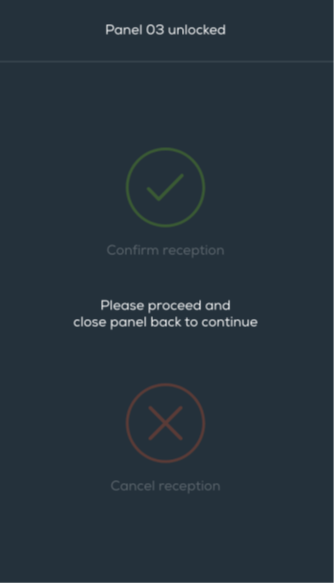 Panel 03 unlocked
Confirm reception
Please proceed and
close panel back to continue
Cancel reception